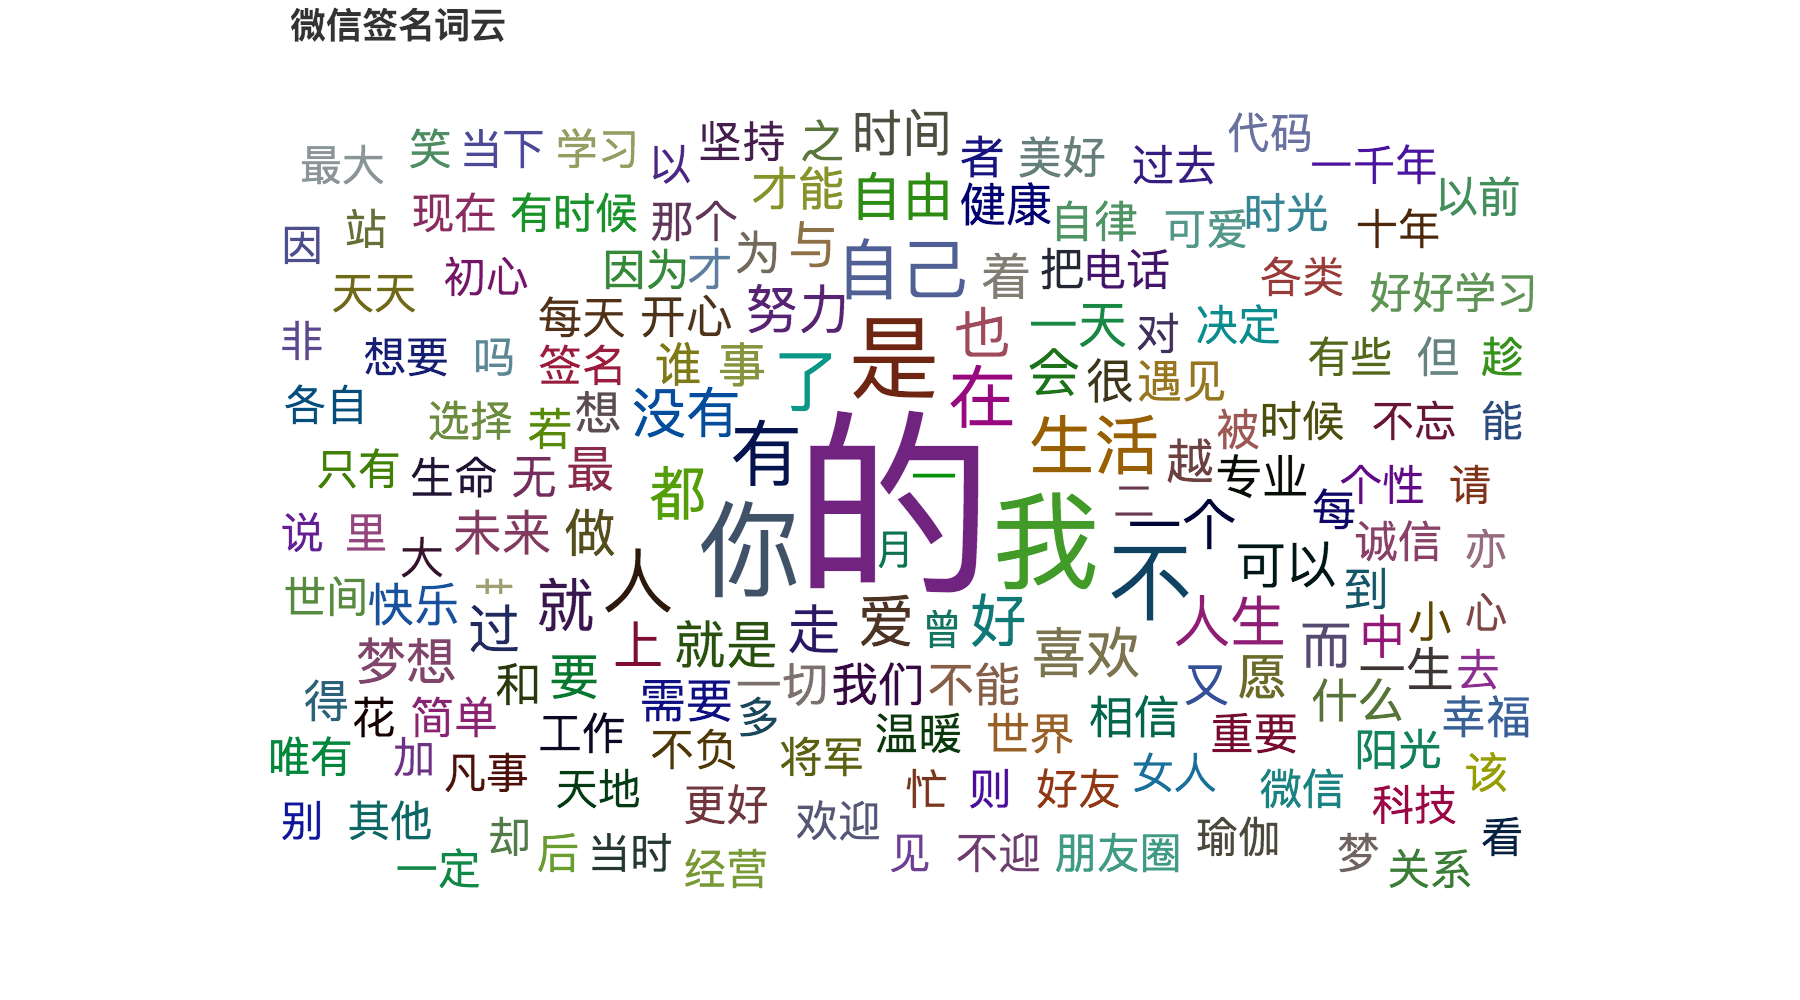 微信签名词云
最大
笑
当下
学习
以
坚持
之
时间
者
美好
过去
代码
一千年
以前
因
站
现在
有时候
那个
才能
自由
健康
自律
可爱
时光
十年
天天
初心
因为
才
为
与
自己
着
把
电话
各类
好好学习
非
想要
吗
每天
开心
努力
是
也
一天
对
决定
有些
但
趁
签名
谁
事
了
在
会
很
遇见
各自
选择
若
想
没有
有
的
一
生活
越
被
时候
不忘
能
只有
生命
无
最
都
你
我
二
专业
每
个性
请
说
里
大
未来
做
人
月
不
一个
可以
诚信
亦
世间
快乐
艹
过
就
上
就是
走
爱
曾
好
喜欢
人生
到
而
中
小
心
梦想
和
要
需要
一切
我们
不能
又
愿
什么
一生
去
得
花
简单
工作
不负
多
将军
温暖
世界
相信
重要
阳光
幸福
唯有
加
凡事
天地
更好
欢迎
忙
则
好友
女人
微信
科技
该
别
其他
一定
却
后
当时
经营
见
不迎
朋友圈
瑜伽
梦
关系
看